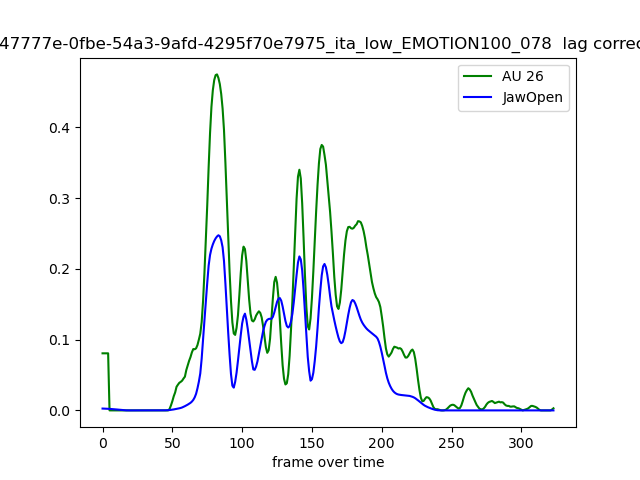 47777e-0fbe-54a3-9afd-4295f70e7975_ita_low_EMOTION100_078  lag correc
AU 26
JawOpen
0.4
0.3
0.2
0.1
0.0
0 50 100 150 200 250 300
frame over time